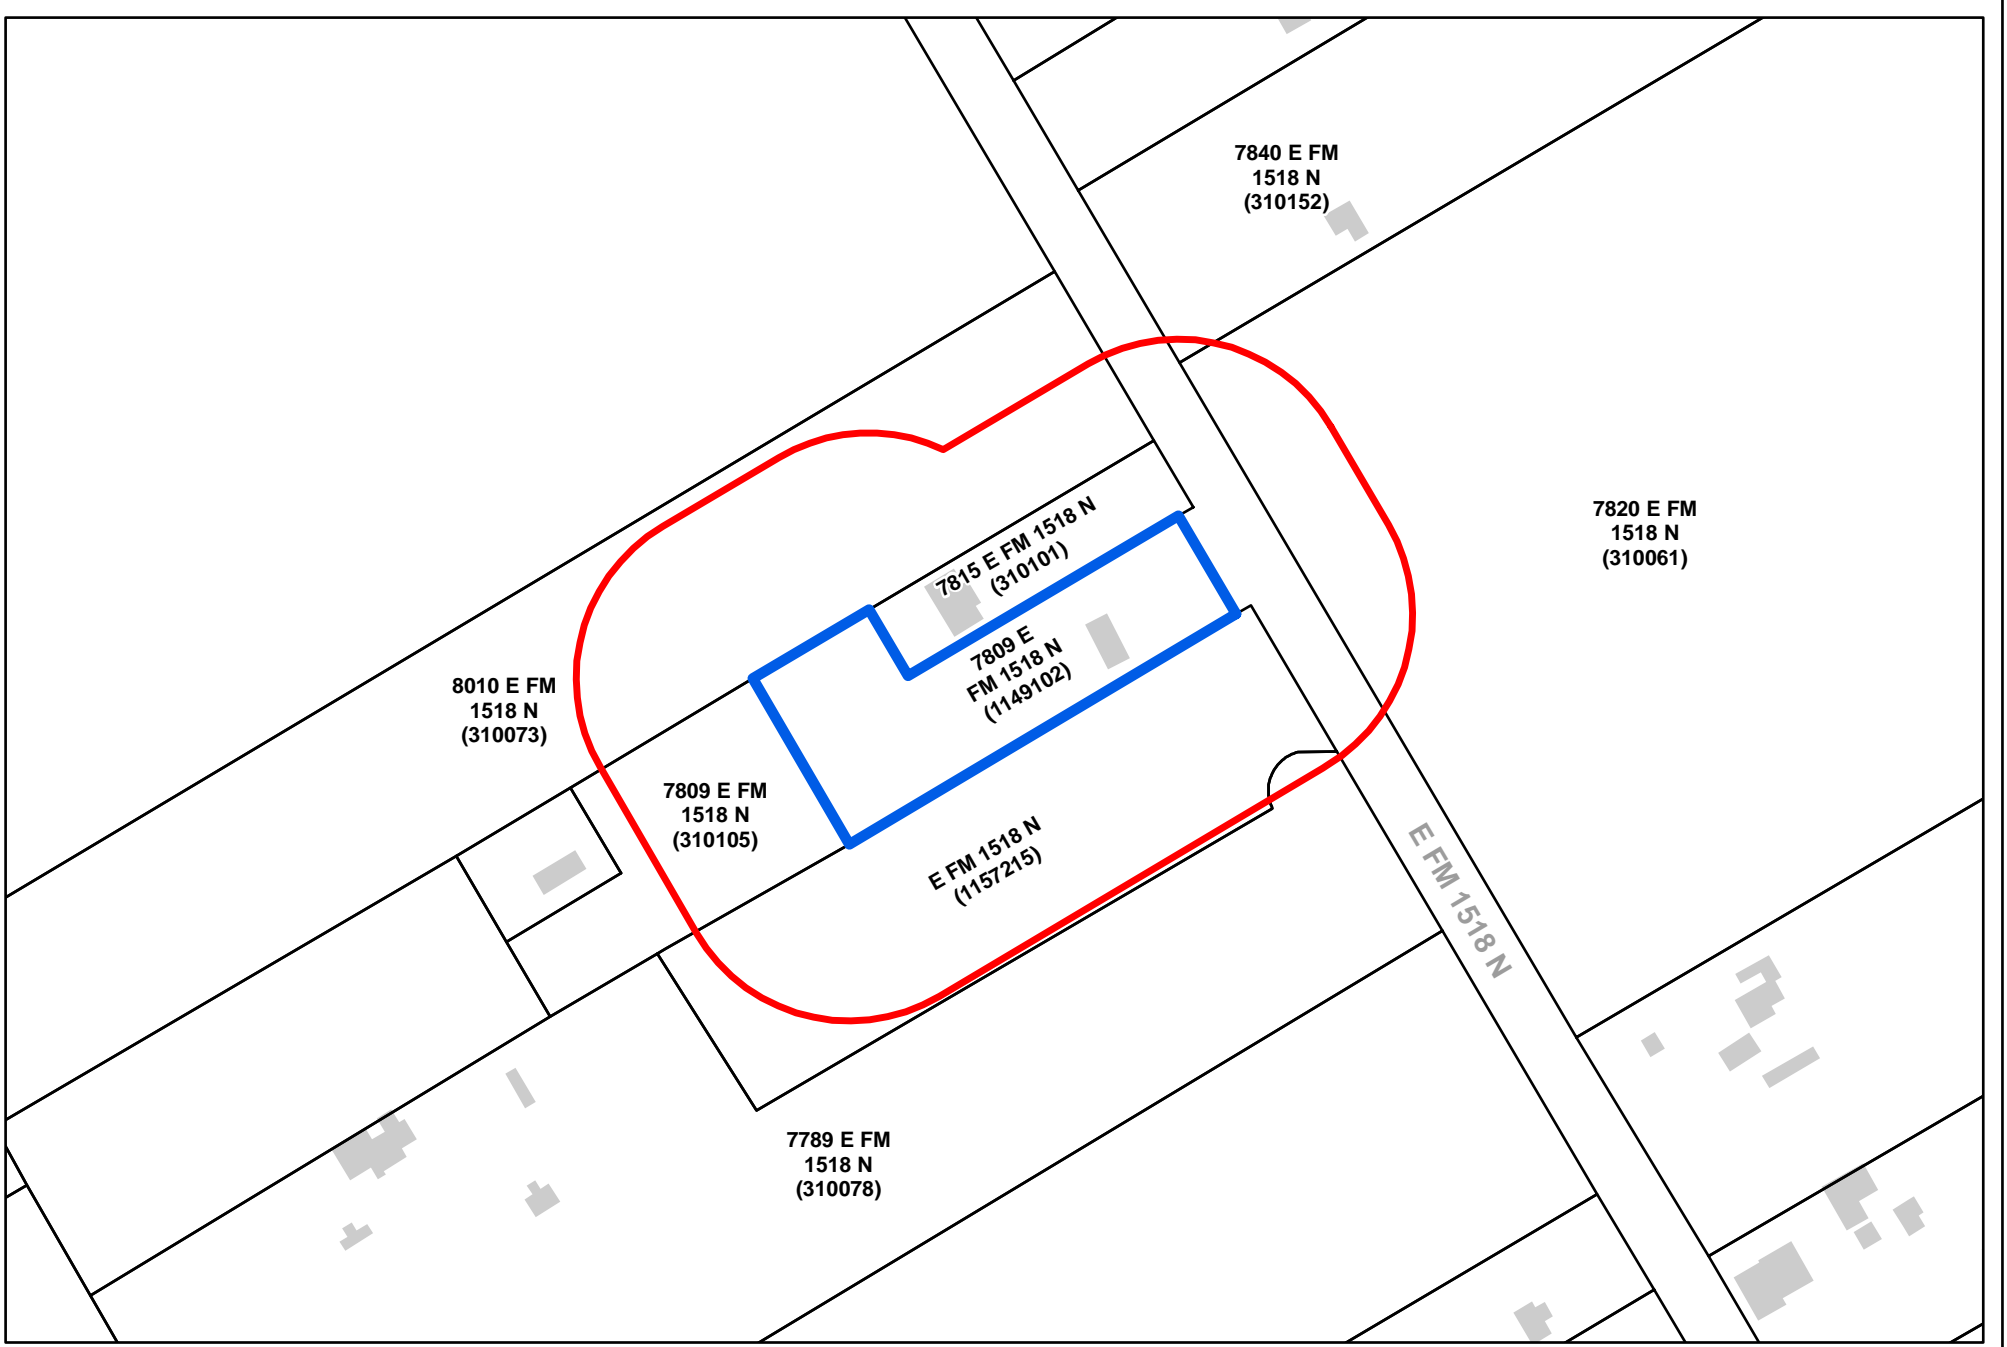 7840 E FM
1518 N
(310152)
7820 E FM
1518 N
(310061)
7815 E FM 1518 N
(310101)
7809 E
FM 1518 N
(1149102)
8010 E FM
1518 N
(310073)
7809 E FM
1518 N
(310105)
E FM 1518 N
(1157215)
E FM 1518 N
7789 E FM
1518 N
(310078)